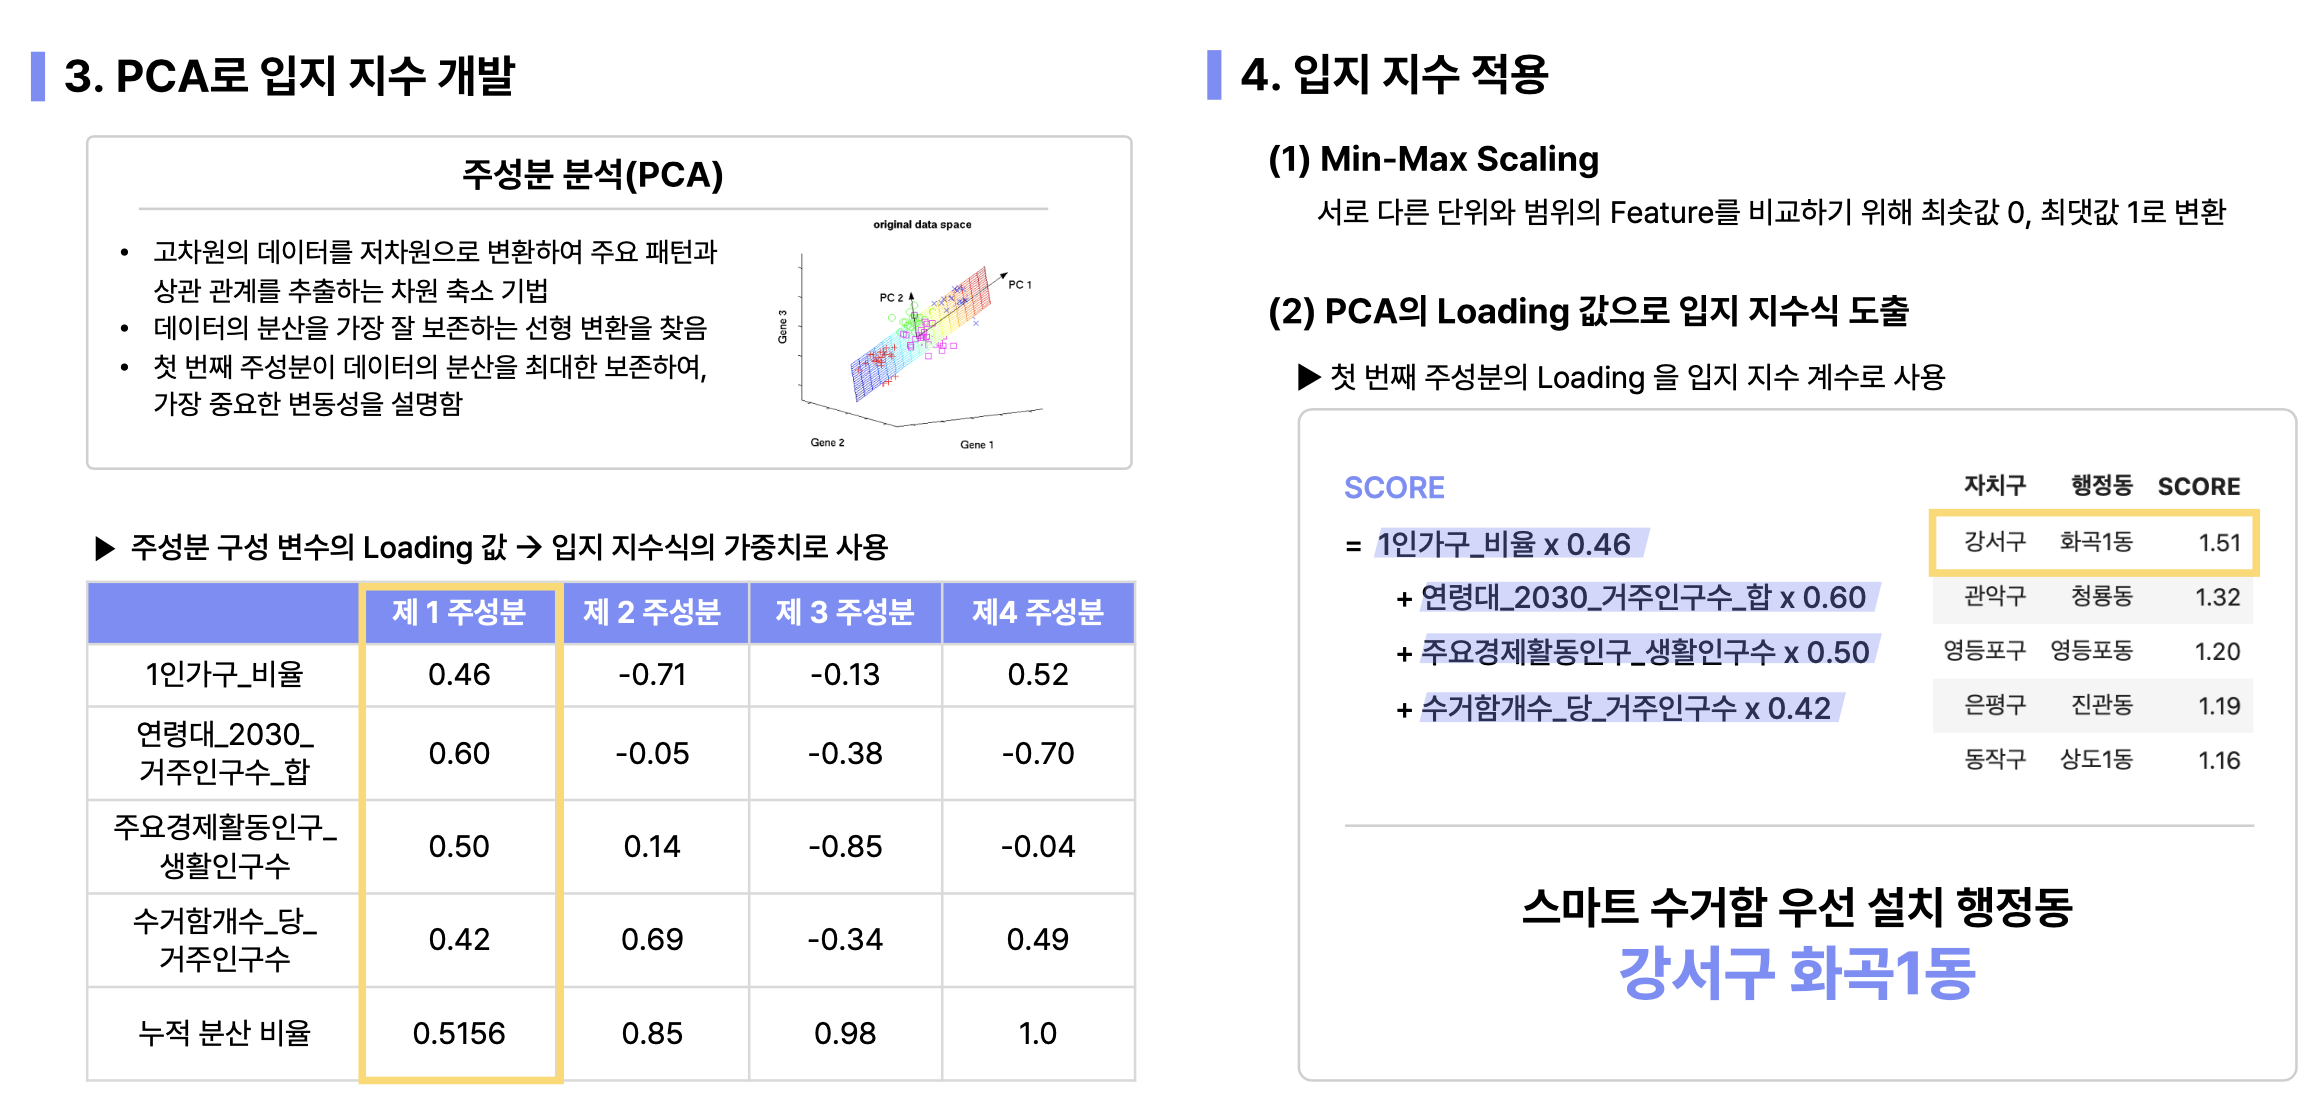 3. PCA로 입지 지수 개발
주성분 분석(PCA)
• 고차원의 데이터를 저차원으로 변환하여 주요 패턴과
상관 관계를 추출하는 차원 축소 기법
• 데이터의 분산을 가장 잘 보존하는 선형 변환을 찾음
• 첫 번째 주성분이 데이터의 분산을 최대한 보존하여,
가장 중요한 변동성을 설명함
original data space
PC 1
PC 2
Gene 3
Gene 2
Gene 1
▶ 주성분 구성 변수의 Loading 값 → 입지 지수식의 가중치로 사용
제 1 주성분 제 2 주성분 제 3 주성분 제4 주성분
1인가구_비율 0.46 -0.71 -0.13 0.52
연령대_2030_
거주인구수_합 0.60 -0.05 -0.38 -0.70
주요경제활동인구_
생활인구수 0.50 0.14 -0.85 -0.04
수거함개수_당_
거주인구수 0.42 0.69 -0.34 0.49
누적 분산 비율 0.5156 0.85 0.98 1.0
4. 입지 지수 적용
(1) Min-Max Scaling
서로 다른 단위와 범위의 Feature를 비교하기 위해 최솟값 0, 최댓값 1로 변환
(2) PCA의 Loading 값으로 입지 지수식 도출
▶ 첫 번째 주성분의 Loading 을 입지 지수 계수로 사용
SCORE
= 1인가구_비율 x 0.46
+ 연령대_2030_거주인구수_합 x 0.60
+ 주요경제활동인구_생활인구수 x 0.50
+ 수거함개수_당_거주인구수 x 0.42
자치구 행정동 SCORE
강서구 화곡1동 1.51
관악구 청룡동 1.32
영등포구 영등포동 1.20
은평구 진관동 1.19
동작구 상도1동 1.16
스마트 수거함 우선 설치 행정동
강서구 화곡1동